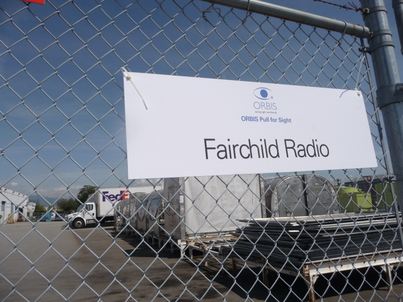 ORBIS
ORBIS Pull for Sight
Fairchild Radio
FedEx